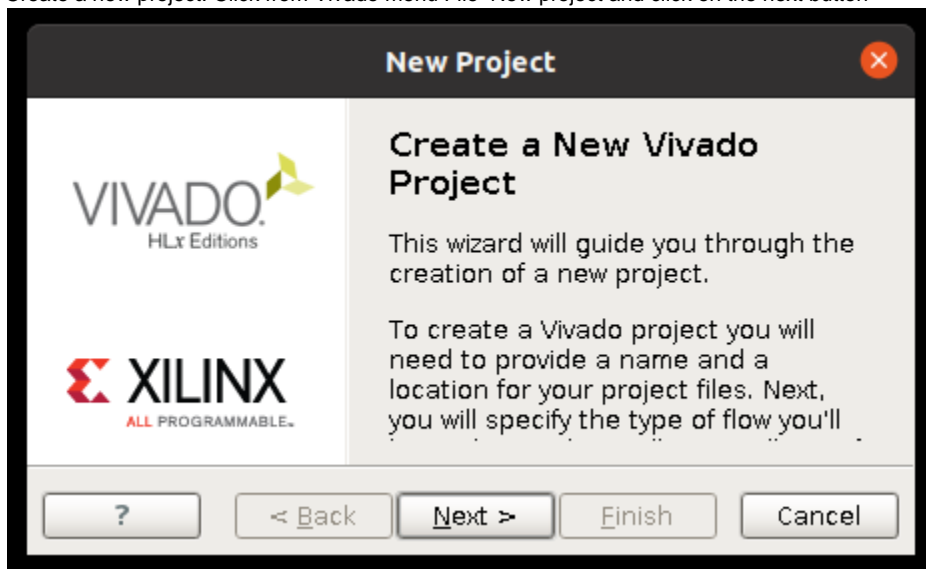 New Project
VIVADO.
HLx Editions
XILINX
ALL PROGRAMMABLE.
Create a New Vivado
Project
This wizard will guide you through the
creation of a new project.
To create a Vivado project you will
need to provide a name and a
location for your project files. Next,
you will specify the type of flow you'll
?
< Back
Next >
Finish
Cancel